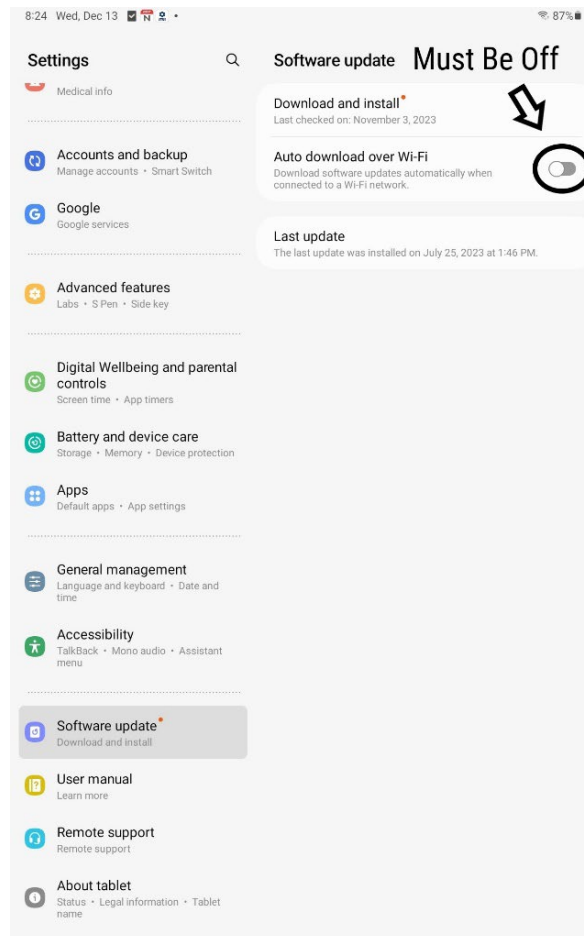 8:24 Wed, Dec 13
87%
Settings
Medical info
Accounts and backup
Manage accounts • Smart Switch
Google
Google services
Advanced features
Labs • S Pen • Side key
Digital Wellbeing and parental
controls
Screen time • App timers
Battery and device care
Storage • Memory • Device protection
Apps
Default apps • App settings
General management
Language and keyboard • Date and
time
Accessibility
TalkBack • Mono audio • Assistant
menu
Software update
Download and install
User manual
Learn more
Remote support
Remote support
About tablet
Status • Legal information • Tablet
name
Software update
Must Be Off
Download and install
Last checked on: November 3, 2023
Auto download over Wi-Fi
Download software updates automatically when
connected to a Wi-Fi network.
Last update
The last update was installed on July 25, 2023 at 1:46 PM.